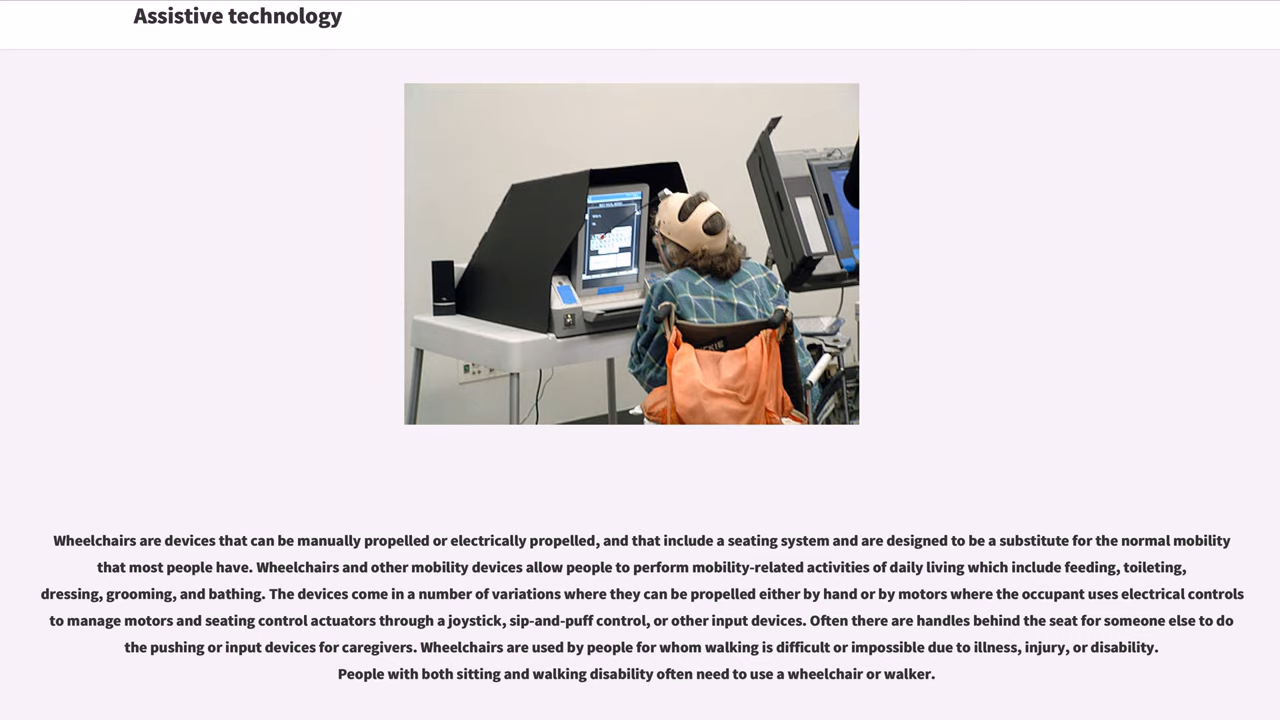 Assistive technology
Wheelchairs are devices that can be manually propelled or electrically propelled, and that include a seating system and are designed to be a substitute for the normal mobility
that most people have. Wheelchairs and other mobility devices allow people to perform mobility-related activities of daily living which include feeding, toileting,
dressing, grooming, and bathing. The devices come in a number of variations where they can be propelled either by hand or by motors where the occupant uses electrical controls
to manage motors and seating control actuators through a joystick, sip-and-puff control, or other input devices. Often there are handles behind the seat for someone else to do
the pushing or input devices for caregivers. Wheelchairs are used by people for whom walking is difficult or impossible due to illness, injury, or disability.
People with both sitting and walking disability often need to use a wheelchair or walker.